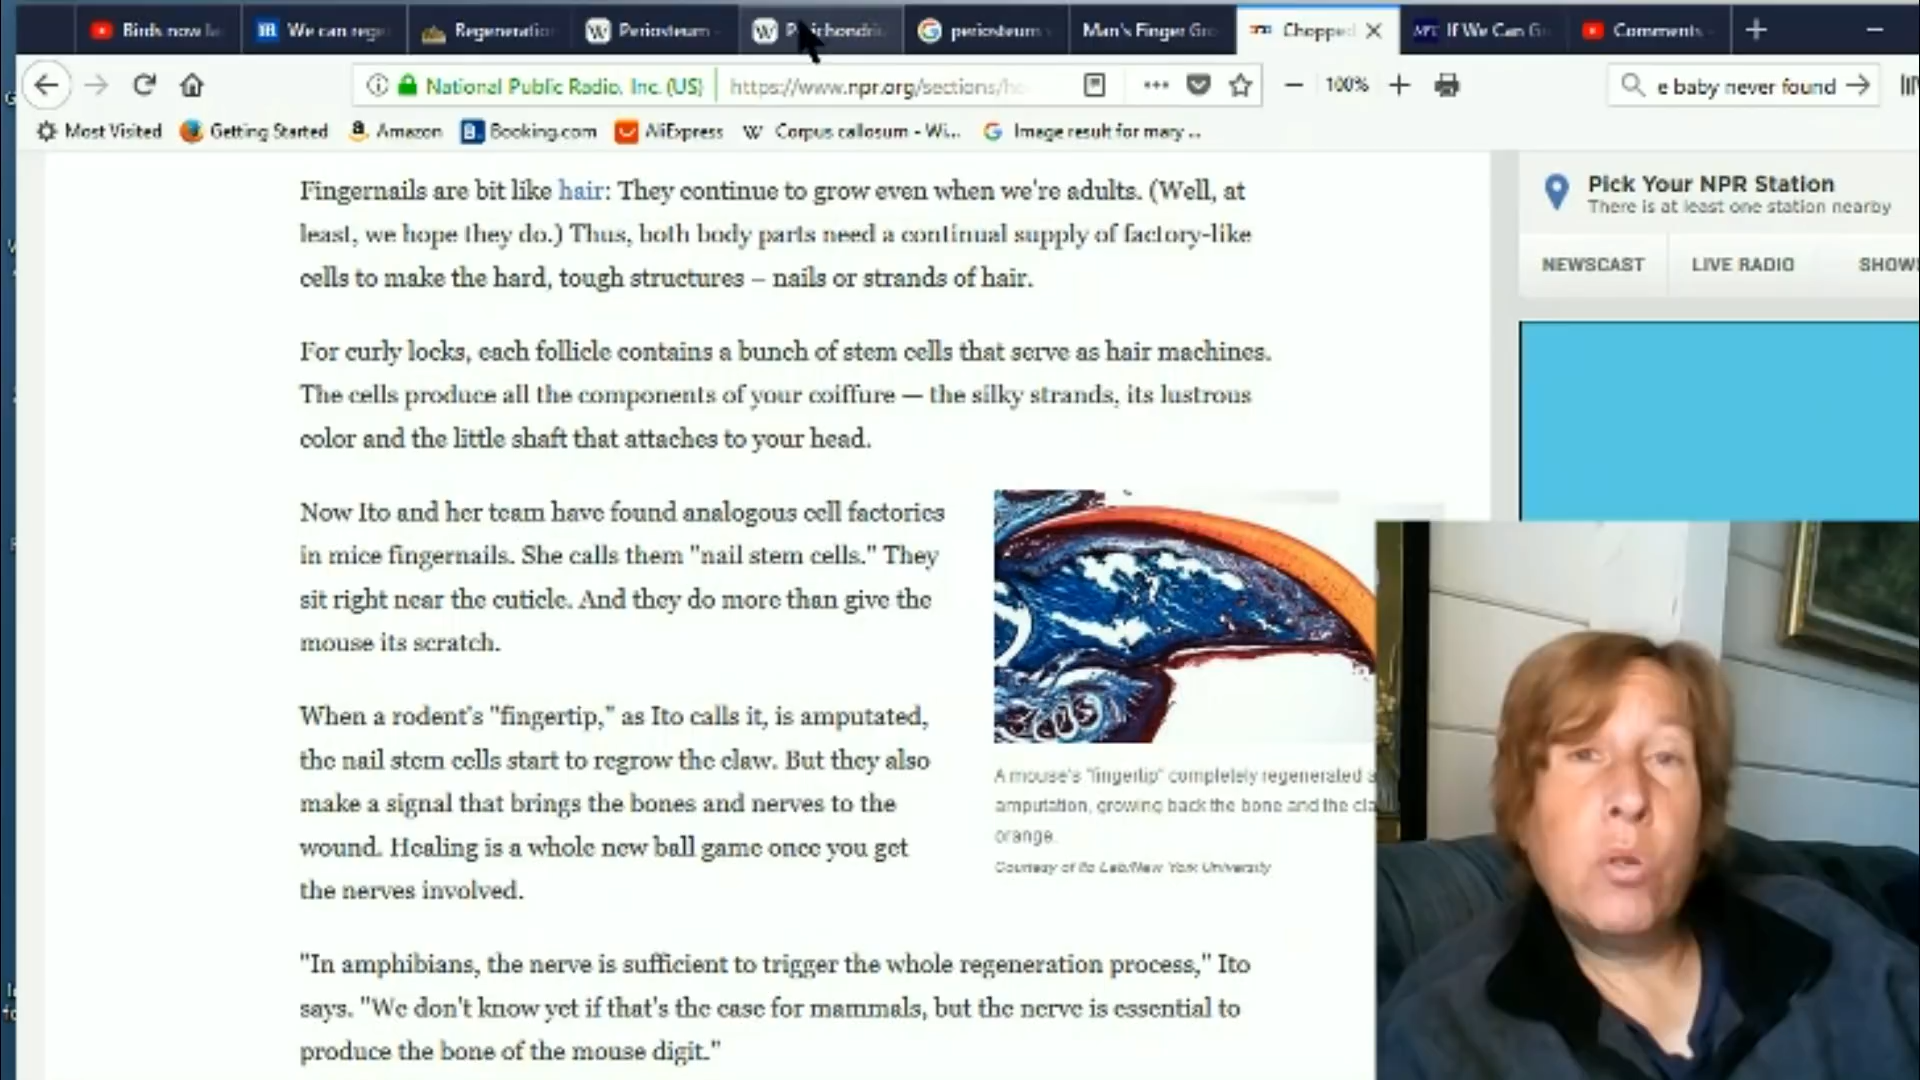 Birds now la
We can rege
Regeneratio
Periosteum -
periosteum
Man's Finger Gro
Chopped
If We Can G
Comments -
National Public Radio, Inc. (US)
https://www.npr.org/sections/he
100%
e baby never found
Most Visited
Getting Started
Amazon
Booking.com
AliExpress
Corpus callosum - Wi...
Image result for mary ...
Fingernails are bit like hair: They continue to grow even when we're adults. (Well, at
least, we hope they do.) Thus, both body parts need a continual supply of factory-like
cells to make the hard, tough structures – nails or strands of hair.
For curly locks, each follicle contains a bunch of stem cells that serve as hair machines.
The cells produce all the components of your coiffure — the silky strands, its lustrous
color and the little shaft that attaches to your head.
Now Ito and her team have found analogous cell factories
in mice fingernails. She calls them "nail stem cells." They
sit right near the cuticle. And they do more than give the
mouse its scratch.
When a rodent's "fingertip," as Ito calls it, is amputated,
the nail stem cells start to regrow the claw. But they also
make a signal that brings the bones and nerves to the
wound. Healing is a whole new ball game once you get
the nerves involved.
"In amphibians, the nerve is sufficient to trigger the whole regeneration process," Ito
says. "We don't know yet if that's the case for mammals, but the nerve is essential to
produce the bone of the mouse digit."
A mouse's "fingertip" completely regenerated a
amputation, growing back the bone and the cla
orange.
Courtesy of Ito Lab/New York University
Pick Your NPR Station
There is at least one station nearby
NEWSCAST
LIVE RADIO
SHOW